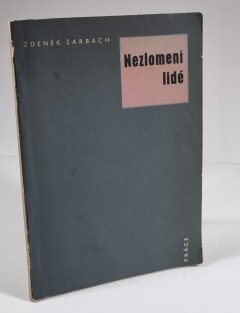 ZDENĚK ŠARBACH
Nezlomení
lidé
PRÁCE